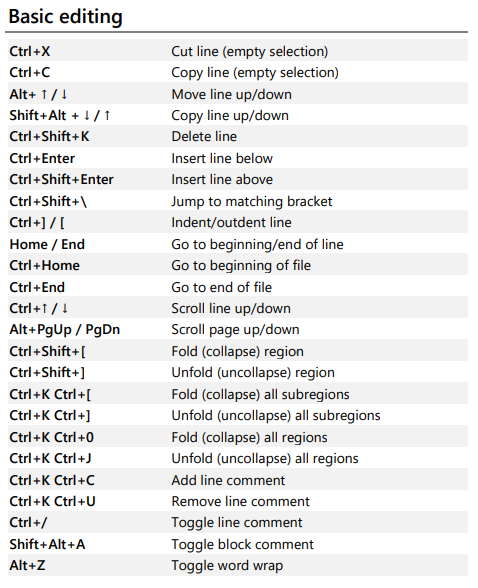 Basic editing
Ctrl+X Cut line (empty selection)
Ctrl+C Copy line (empty selection)
Alt+ ↑ / ↓ Move line up/down
Shift+Alt + ↓ / ↑ Copy line up/down
Ctrl+Shift+K Delete line
Ctrl+Enter Insert line below
Ctrl+Shift+Enter Insert line above
Ctrl+Shift+\ Jump to matching bracket
Ctrl+] / [ Indent/outdent line
Home / End Go to beginning/end of line
Ctrl+Home Go to beginning of file
Ctrl+End Go to end of file
Ctrl+↑ / ↓ Scroll line up/down
Alt+PgUp / PgDn Scroll page up/down
Ctrl+Shift+[ Fold (collapse) region
Ctrl+Shift+] Unfold (uncollapse) region
Ctrl+K Ctrl+[ Fold (collapse) all subregions
Ctrl+K Ctrl+] Unfold (uncollapse) all subregions
Ctrl+K Ctrl+0 Fold (collapse) all regions
Ctrl+K Ctrl+J Unfold (uncollapse) all regions
Ctrl+K Ctrl+C Add line comment
Ctrl+K Ctrl+U Remove line comment
Ctrl+/ Toggle line comment
Shift+Alt+A Toggle block comment
Alt+Z Toggle word wrap